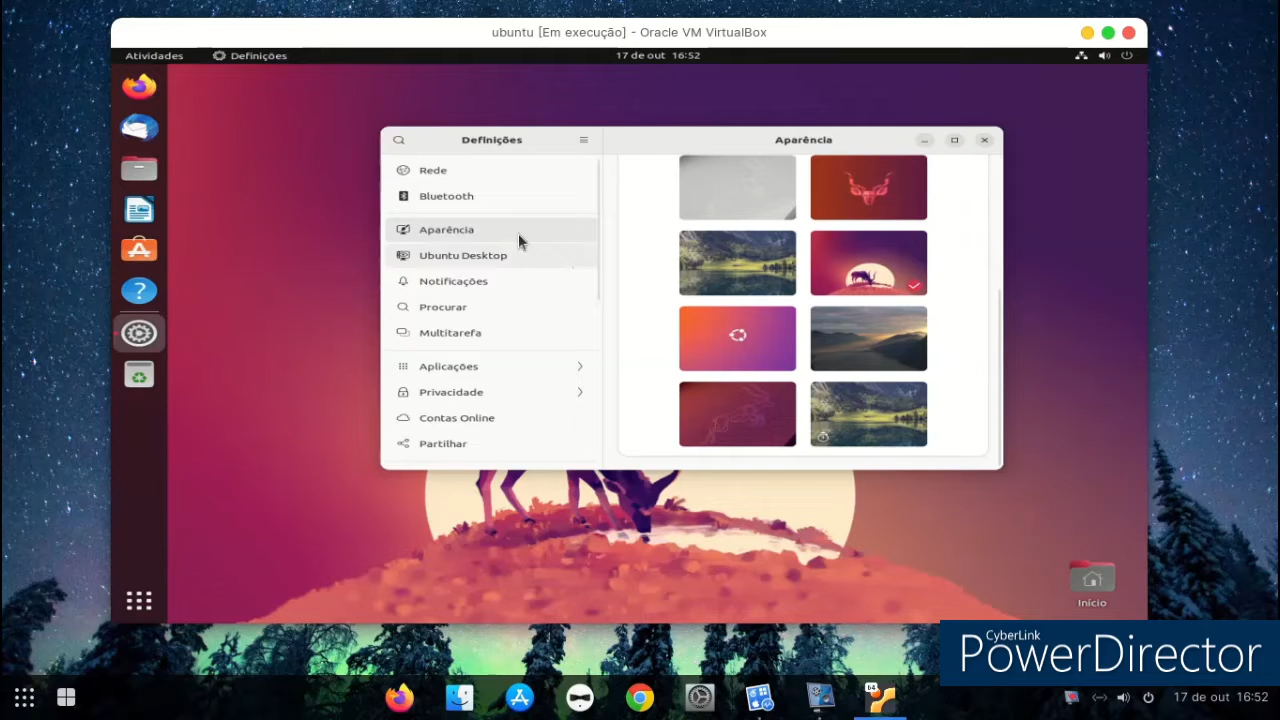 ubuntu [Em execução] - Oracle VM VirtualBox
Atividades
Definições
17 de out 16:52
Definições
Aparência
Rede
Bluetooth
Aparência
Ubuntu Desktop
Notificações
Procurar
Multitarefa
Aplicações
Privacidade
Contas Online
Partilhar
Início
CyberLink
PowerDirector
64
17 de out 16:52